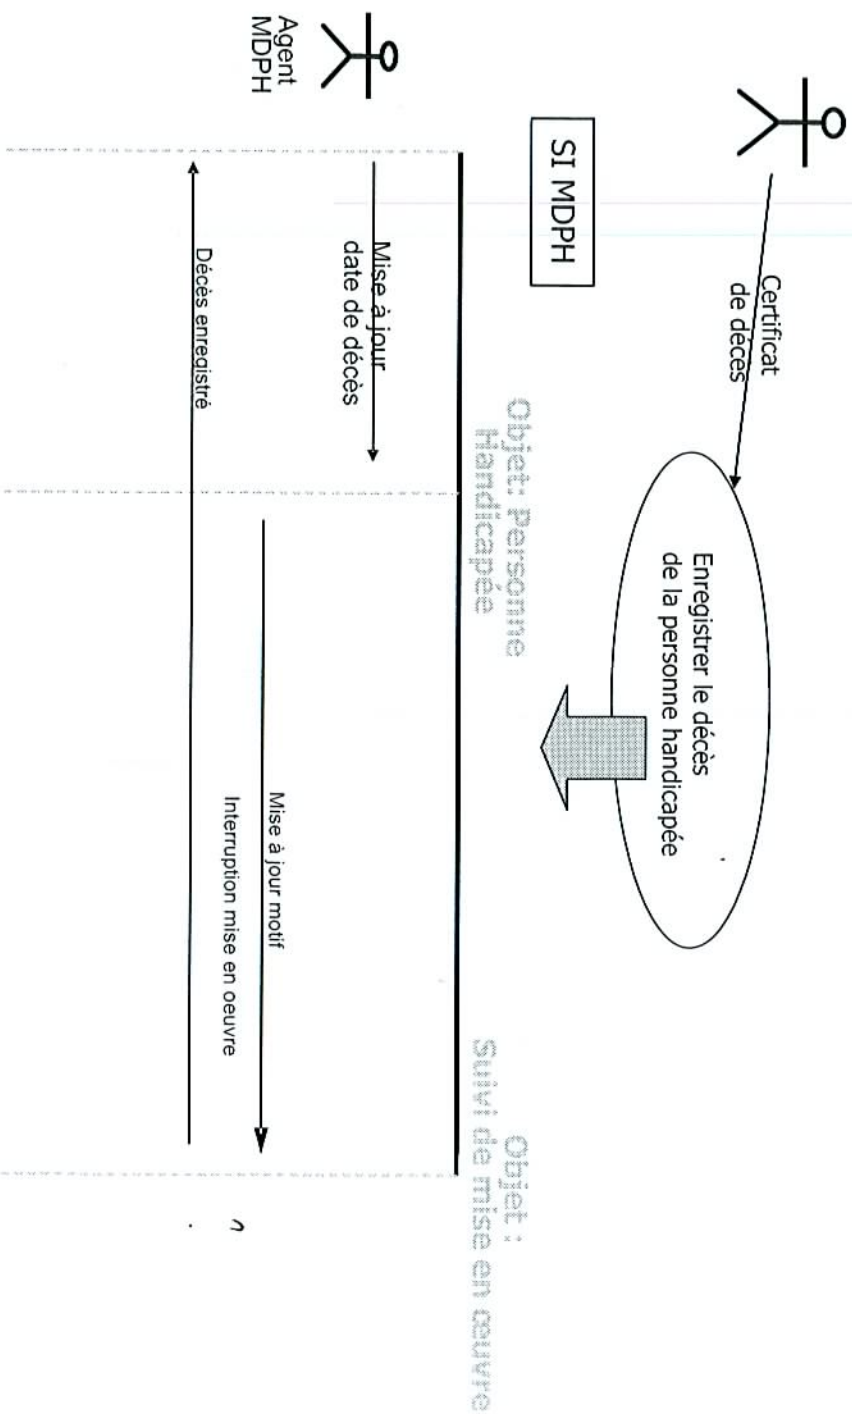 Certificat
de décès
Enregistrer le décès
de la personne handicapée
SI MDPH
Objet: Personne
Handicapée
Objet :
Suivi de mise en œuvre
Agent
MDPH
Mise à jour
date de décès
Mise à jour motif
Interruption mise en oeuvre
Décès enregistré